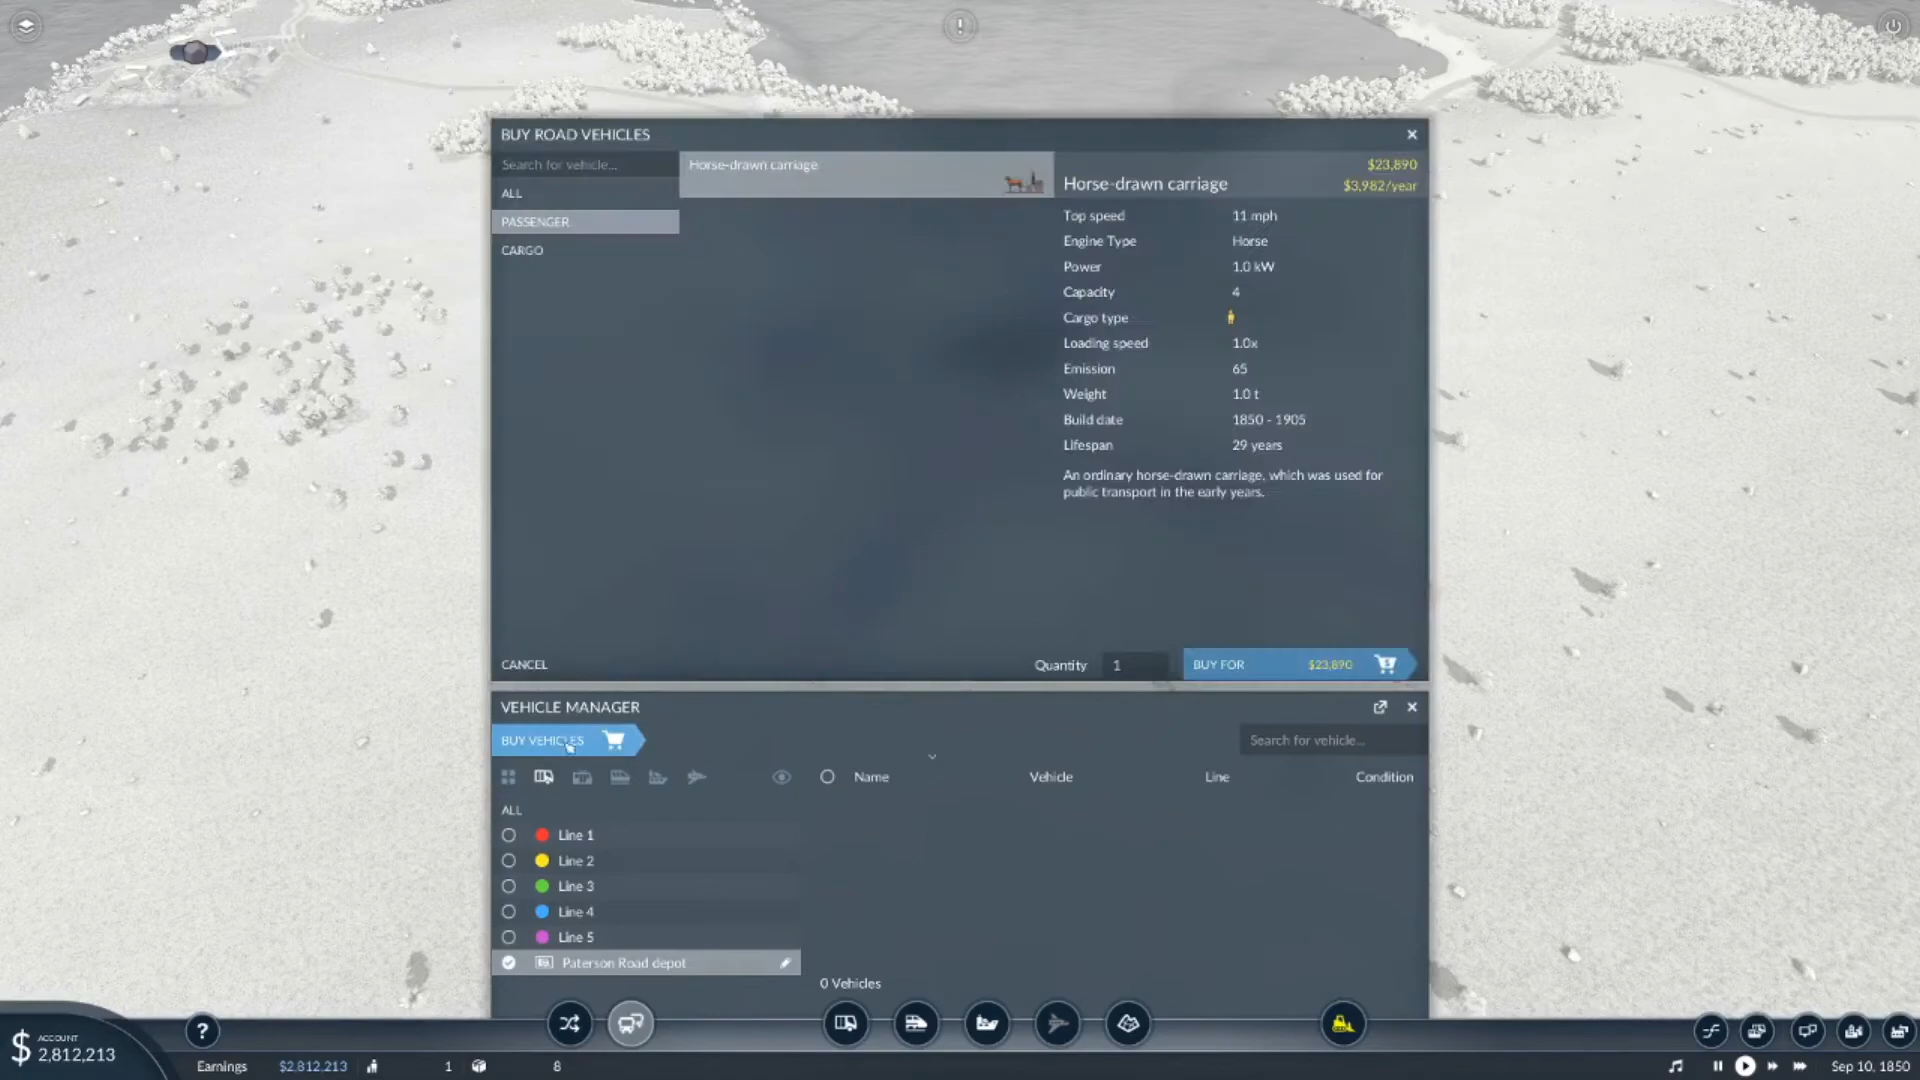 BUY ROAD VEHICLES
Search for vehicle...
ALL
PASSENGER
CARGO
Horse-drawn carriage
Horse-drawn carriage
$23,890
$3,982/year
Top speed 11 mph
Engine Type Horse
Power 1.0 kW
Capacity 4
Cargo type
Loading speed 1.0x
Emission 65
Weight 1.0 t
Build date 1850 - 1905
Lifespan 29 years
An ordinary horse-drawn carriage, which was used for
public transport in the early years.
CANCEL
Quantity 1
BUY FOR $23,890
VEHICLE MANAGER
BUY VEHICLES
Search for vehicle...
Name Vehicle Line Condition
ALL
Line 1
Line 2
Line 3
Line 4
Line 5
Paterson Road depot
0 Vehicles
$ ACCOUNT
2,812,213
?
Earnings $2,812,213 1 8
Sep 10, 1850